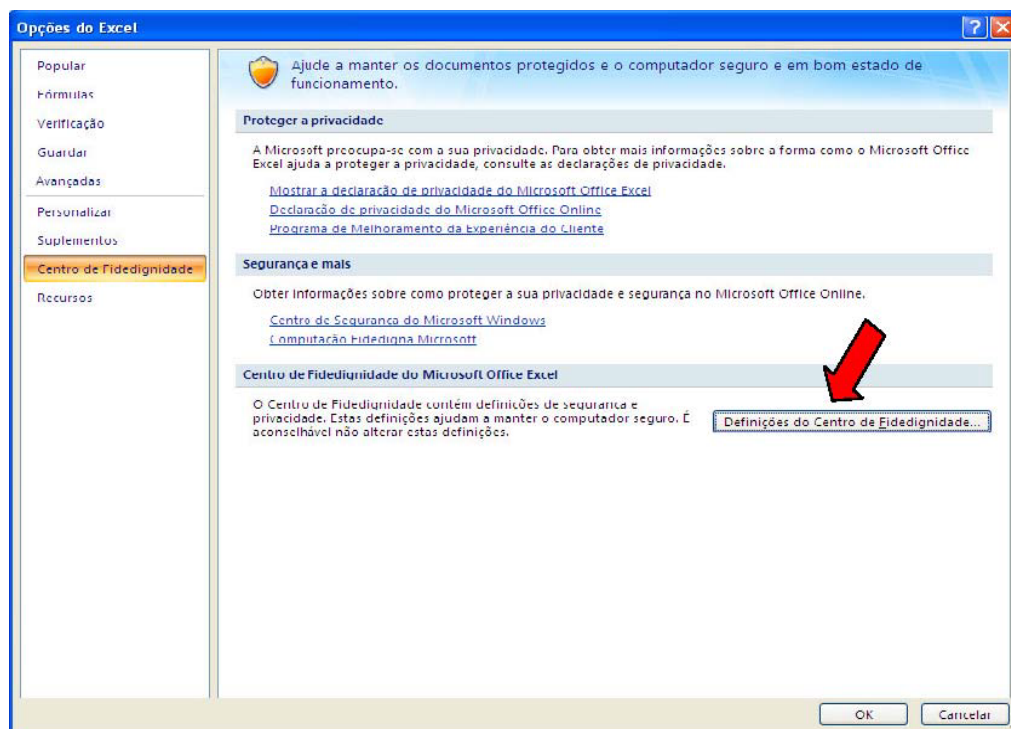 Opções do Excel
Popular
Fórmulas
Verificação
Guardar
Avançadas
Personalizar
Suplementos
Centro de Fidedignidade
Recursos
Ajude a manter os documentos protegidos e o computador seguro e em bom estado de
funcionamento.
Proteger a privacidade
A Microsoft preocupa-se com a sua privacidade. Para obter mais informações sobre a forma como o Microsoft Office
Excel ajuda a proteger a privacidade, consulte as declarações de privacidade.
Mostrar a declaração de privacidade do Microsoft Office Excel
Declaração de privacidade do Microsoft Office Online
Programa de Melhoramento da Experiência do Cliente
Segurança e mais
Obter informações sobre como proteger a sua privacidade e segurança no Microsoft Office Online.
Centro de Segurança do Microsoft Windows
Computação Fidedigna Microsoft
Centro de Fidedignidade do Microsoft Office Excel
O Centro de Fidedignidade contém definições de segurança e
privacidade. Estas definições ajudam a manter o computador seguro. É
aconselhável não alterar estas definições.
Definições do Centro de Fidedignidade...
OK
Cancelar